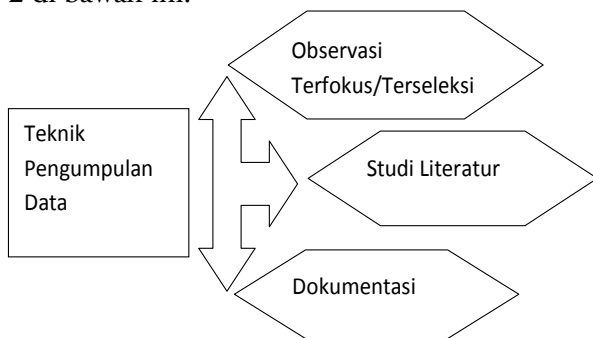 2 di bawah ini:
Observasi
Terfokus/Terseleksi
Teknik
Pengumpulan
Data
Studi Literatur
Dokumentasi